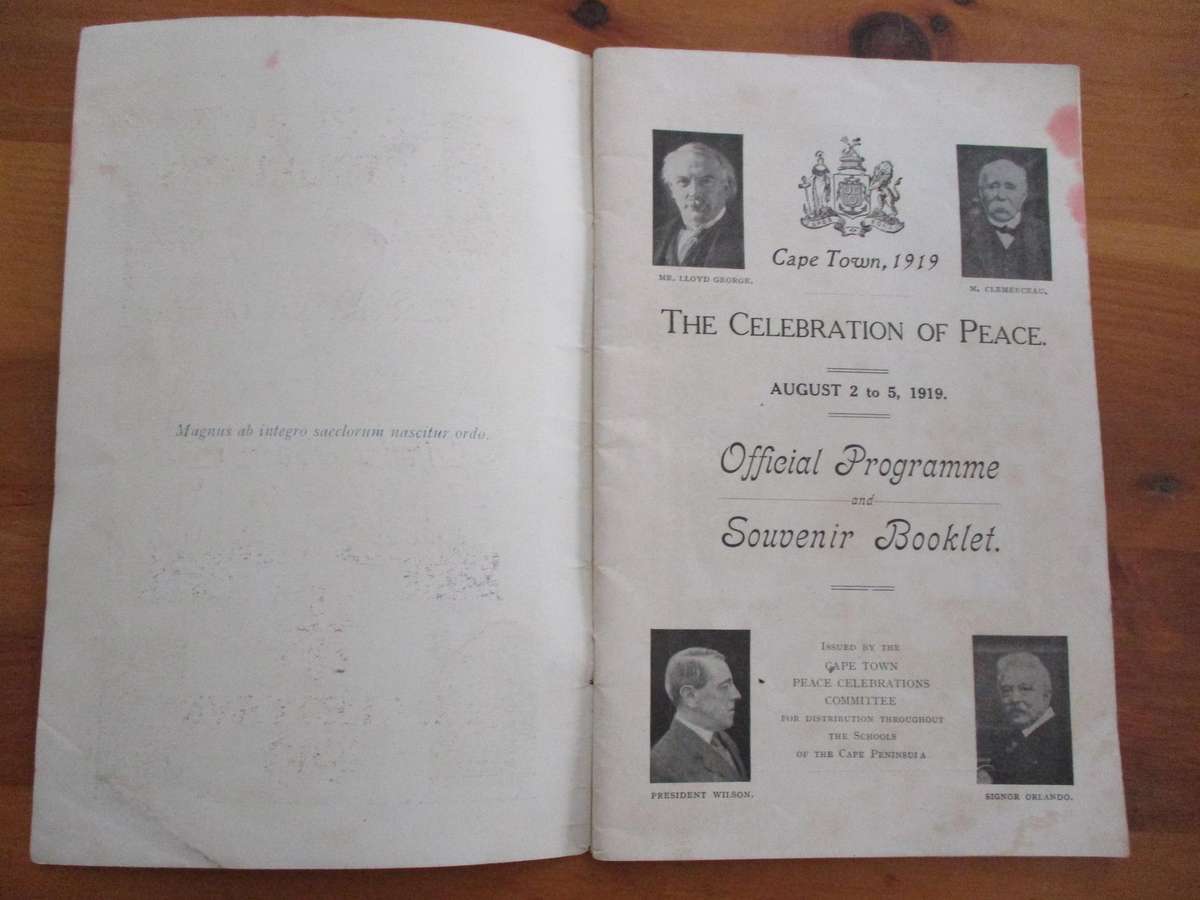 Magnus ab integro saeclorum nascitur ordo.
MR. LLOYD GEORGE.
Cape Town, 1919
M. CLEMENCEAU.
THE CELEBRATION OF PEACE.
AUGUST 2 to 5, 1919.
Official Programme
and
Souvenir Booklet.
ISSUED BY THE
CAPE TOWN
PEACE CELEBRATIONS
COMMITTEE
FOR DISTRIBUTION THROUGHOUT
THE SCHOOLS
OF THE CAPE PENINSULA
PRESIDENT WILSON.
SIGNOR ORLANDO.